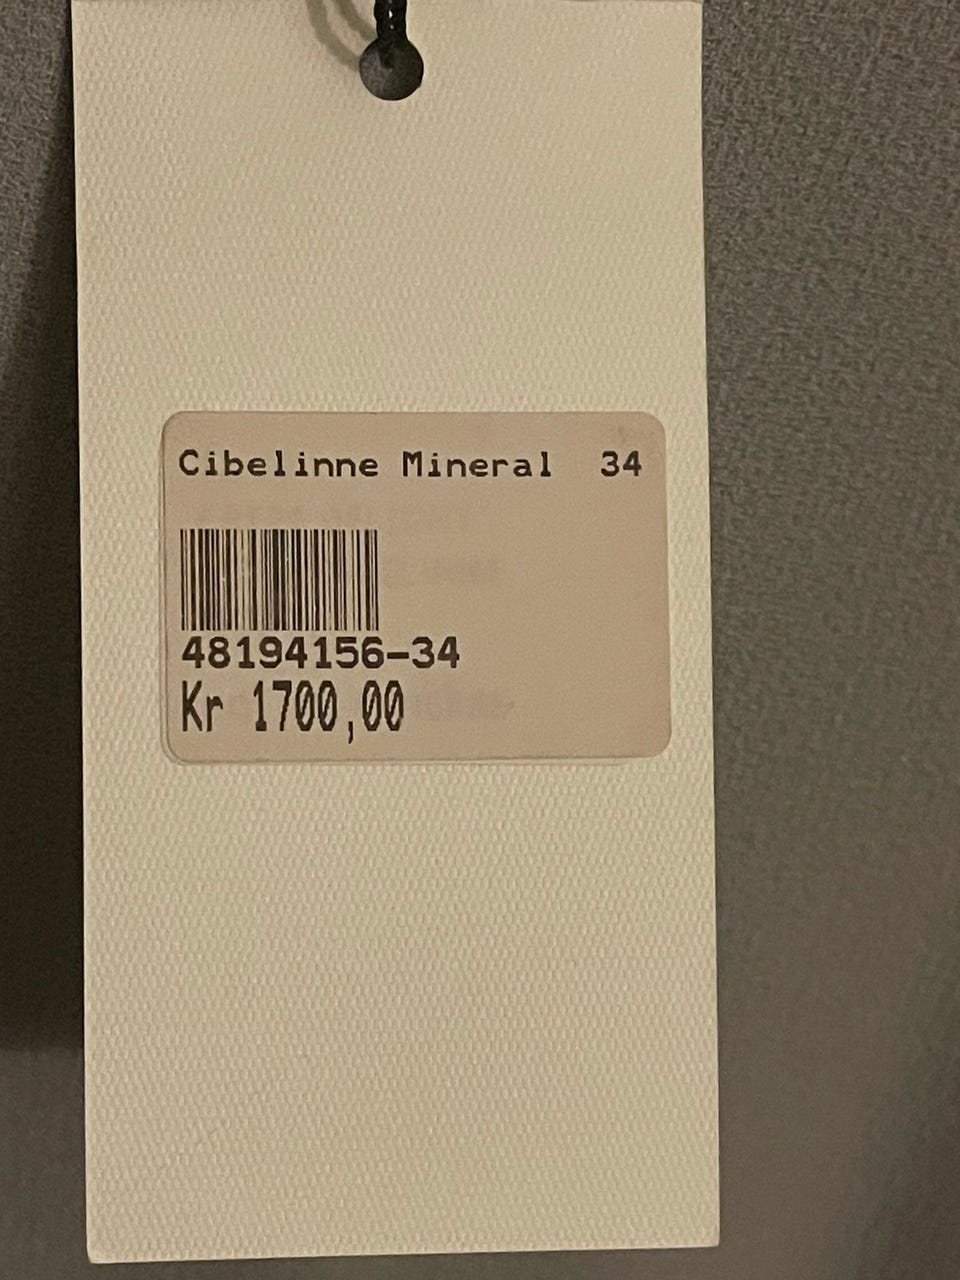 Cibelinne Mineral 34
48194156-34
Kr 1700,00